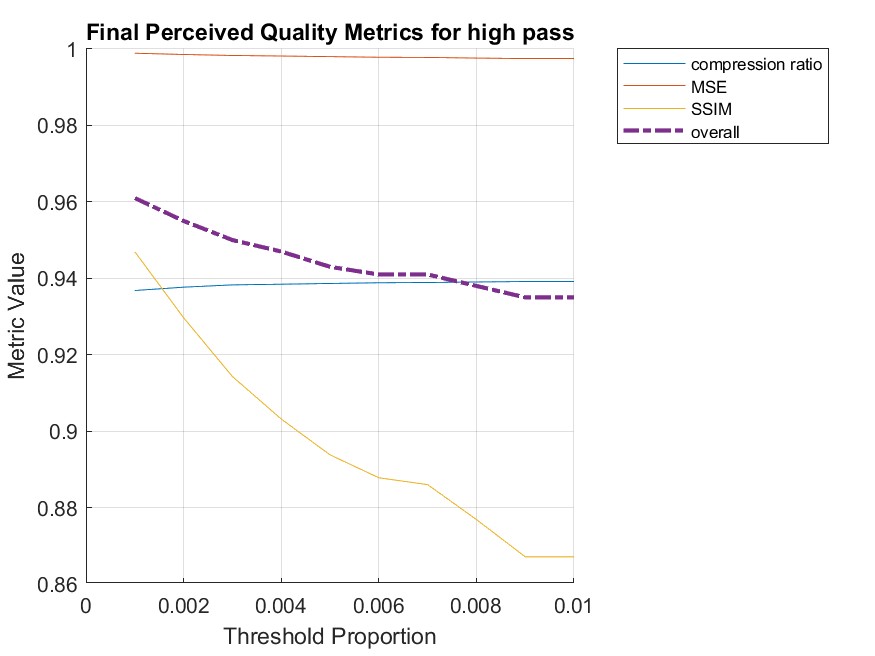 Final Perceived Quality Metrics for high pass
1
0.98
0.96
0.94
0.92
0.9
0.88
0.86
Metric Value
0
0.002
0.004
0.006
0.008
0.01
Threshold Proportion
compression ratio
MSE
SSIM
overall